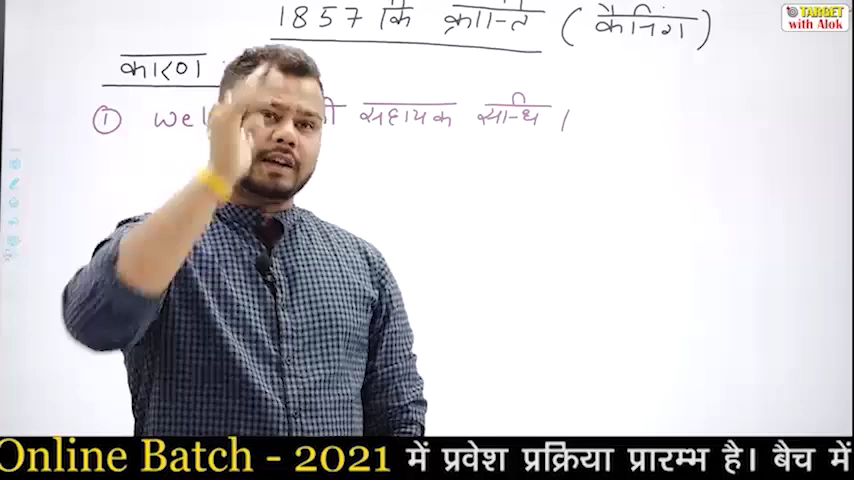 TARGET
with Alok
1857 कि क्रान्ति (कैनिंग)
कारण
① wel सहायक सन्धि ।
Online Batch - 2021 में प्रवेश प्रक्रिया प्रारम्भ है। बैच में